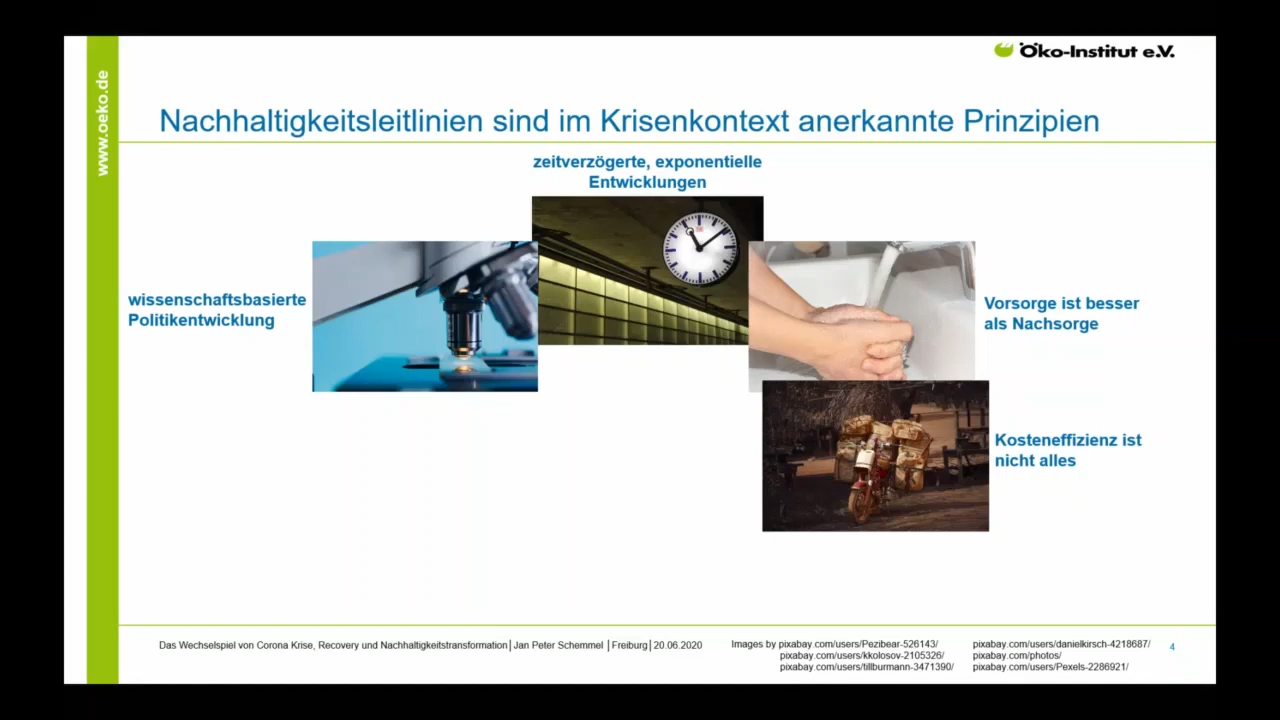 www.oeko.de
Öko-Institut e.V.
Nachhaltigkeitsleitlinien sind im Krisenkontext anerkannte Prinzipien
zeitverzögerte, exponentielle
Entwicklungen
wissenschaftsbasierte
Politikentwicklung
Vorsorge ist besser
als Nachsorge
Kosteneffizienz ist
nicht alles
Das Wechselspiel von Corona Krise, Recovery und Nachhaltigkeitstransformation│Jan Peter Schemmel │Freiburg│20.06.2020
Images by pixabay.com/users/Pezibear-526143/
pixabay.com/users/kkolosov-2105326/
pixabay.com/users/tillburmann-3471390/
pixabay.com/users/danielkirsch-4218687/
pixabay.com/photos/
pixabay.com/users/Pexels-2286921/
4